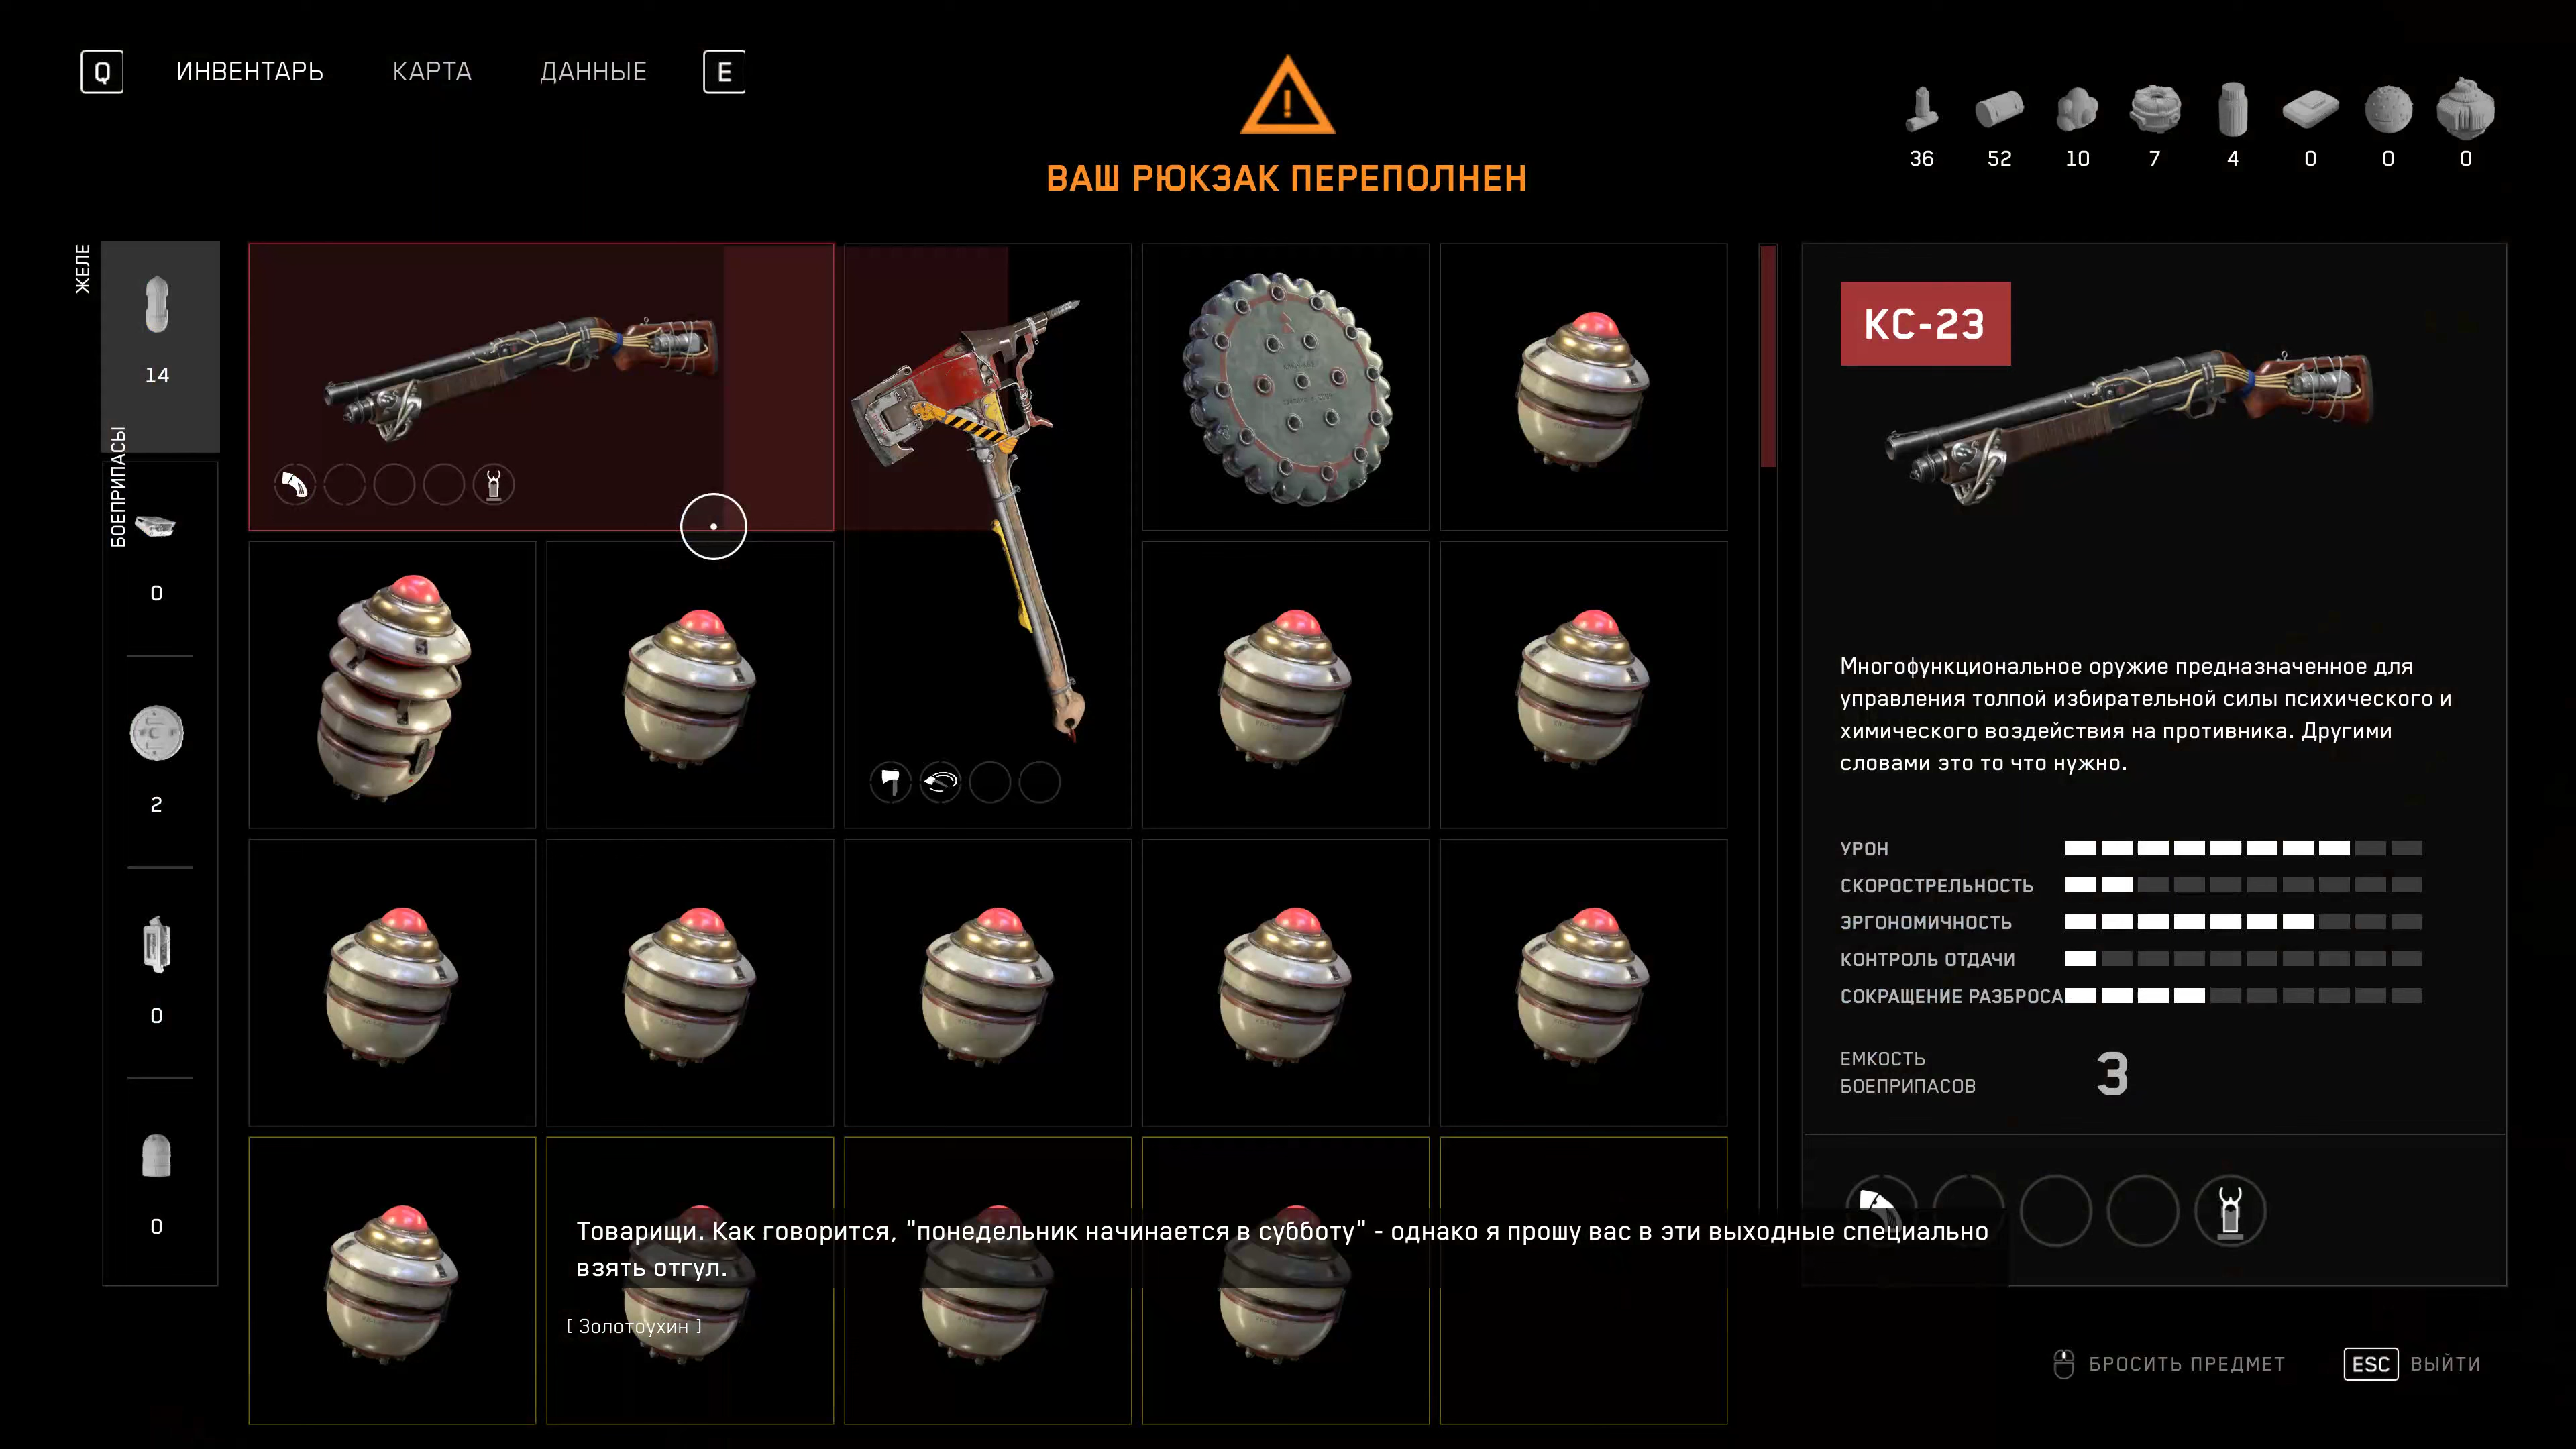 Q ИНВЕНТАРЬ КАРТА ДАННЫЕ E
ВАШ РЮКЗАК ПЕРЕПОЛНЕН
36 52 10 7 4 0 0 0
ЖЕЛЕ
14
БОЕПРИПАСЫ
0
2
0
0
КС-23
Многофункциональное оружие предназначенное для
управления толпой избирательной силы психического и
химического воздействия на противника. Другими
словами это то что нужно.
УРОН
СКОРОСТРЕЛЬНОСТЬ
ЭРГОНОМИЧНОСТЬ
КОНТРОЛЬ ОТДАЧИ
СОКРАЩЕНИЕ РАЗБРОСА
ЕМКОСТЬ
БОЕПРИПАСОВ
3
Товарищи. Как говорится, "понедельник начинается в субботу" - однако я прошу вас в эти выходные специально
взять отгул.
[ Золотоухин ]
БРОСИТЬ ПРЕДМЕТ ESC ВЫЙТИ